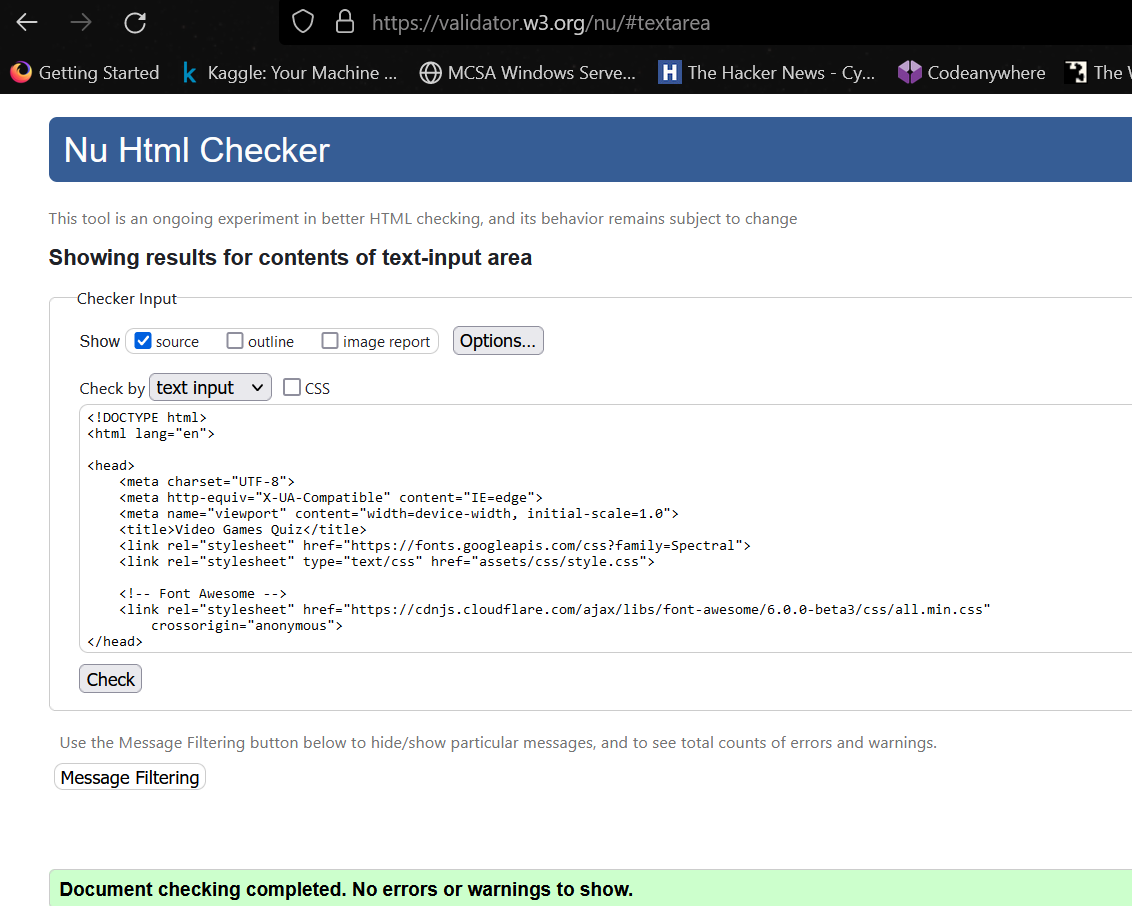 https://validator.w3.org/nu/#textarea
Getting Started Kaggle: Your Machine ... MCSA Windows Serve... H The Hacker News - Cy... Codeanywhere The
Nu Html Checker
This tool is an ongoing experiment in better HTML checking, and its behavior remains subject to change
Showing results for contents of text-input area
Checker Input
Show source outline image report Options...
Check by text input CSS
<!DOCTYPE html>
<html lang="en">
<head>
<meta charset="UTF-8">
<meta http-equiv="X-UA-Compatible" content="IE=edge">
<meta name="viewport" content="width=device-width, initial-scale=1.0">
<title>Video Games Quiz</title>
<link rel="stylesheet" href="https://fonts.googleapis.com/css?family=Spectral">
<link rel="stylesheet" type="text/css" href="assets/css/style.css">
<!-- Font Awesome -->
<link rel="stylesheet" href="https://cdnjs.cloudflare.com/ajax/libs/font-awesome/6.0.0-beta3/css/all.min.css"
crossorigin="anonymous">
</head>
Check
Use the Message Filtering button below to hide/show particular messages, and to see total counts of errors and warnings.
Message Filtering
Document checking completed. No errors or warnings to show.